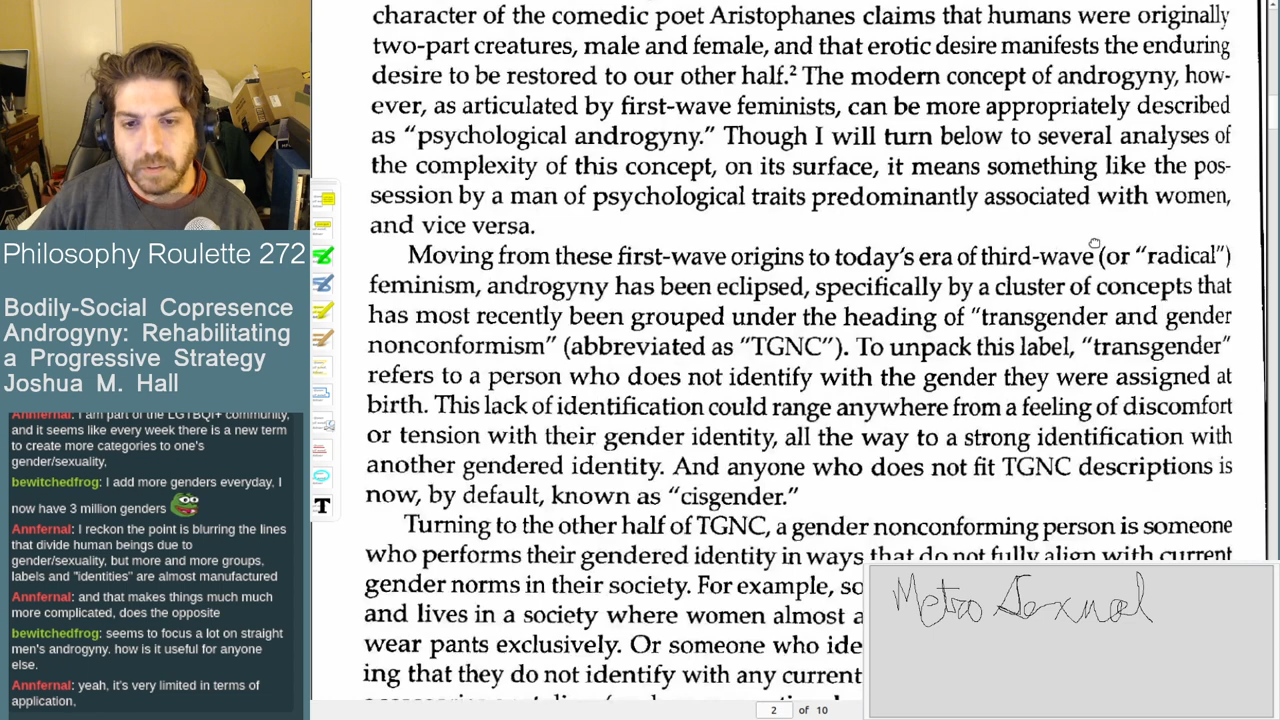 character of the comedic poet Aristophanes claims that humans were originally
two-part creatures, male and female, and that erotic desire manifests the enduring
desire to be restored to our other half.² The modern concept of androgyny, how-
ever, as articulated by first-wave feminists, can be more appropriately described
as “psychological androgyny.” Though I will turn below to several analyses of
the complexity of this concept, on its surface, it means something like the pos-
session by a man of psychological traits predominantly associated with women,
and vice versa.
Moving from these first-wave origins to today's era of third-wave (or “radical”)
feminism, androgyny has been eclipsed, specifically by a cluster of concepts that
has most recently been grouped under the heading of “transgender and gender
nonconformism” (abbreviated as “TGNC”). To unpack this label, “transgender”
refers to a person who does not identify with the gender they were assigned at
birth. This lack of identification could range anywhere from a feeling of discomfort
or tension with their gender identity, all the way to a strong identification with
another gendered identity. And anyone who does not fit TGNC descriptions is
now, by default, known as “cisgender.”
Turning to the other half of TGNC, a gender nonconforming person is someone
who performs their gendered identity in ways that do not fully align with current
gender norms in their society. For example, so
and lives in a society where women almost a
wear pants exclusively. Or someone who ide
ing that they do not identify with any current
Philosophy Roulette 272
Bodily-Social Copresence
Androgyny: Rehabilitating
a Progressive Strategy
Joshua M. Hall
Annfernal: I am part of the LGTBQI+ community,
and it seems like every week there is a new term
to create more categories to one's
gender/sexuality,
bewitchedfrog: I add more genders everyday, I
now have 3 million genders
Annfernal: I reckon the point is blurring the lines
that divide human beings due to
gender/sexuality, but more and more groups,
labels and "identities" are almost manufactured
Annfernal: and that makes things much much
more complicated, does the opposite
bewitchedfrog: seems to focus a lot on straight
men's androgyny. how is it useful for anyone
else.
Annfernal: yeah, it's very limited in terms of
application,
T
Metro Sexual
2 of 10